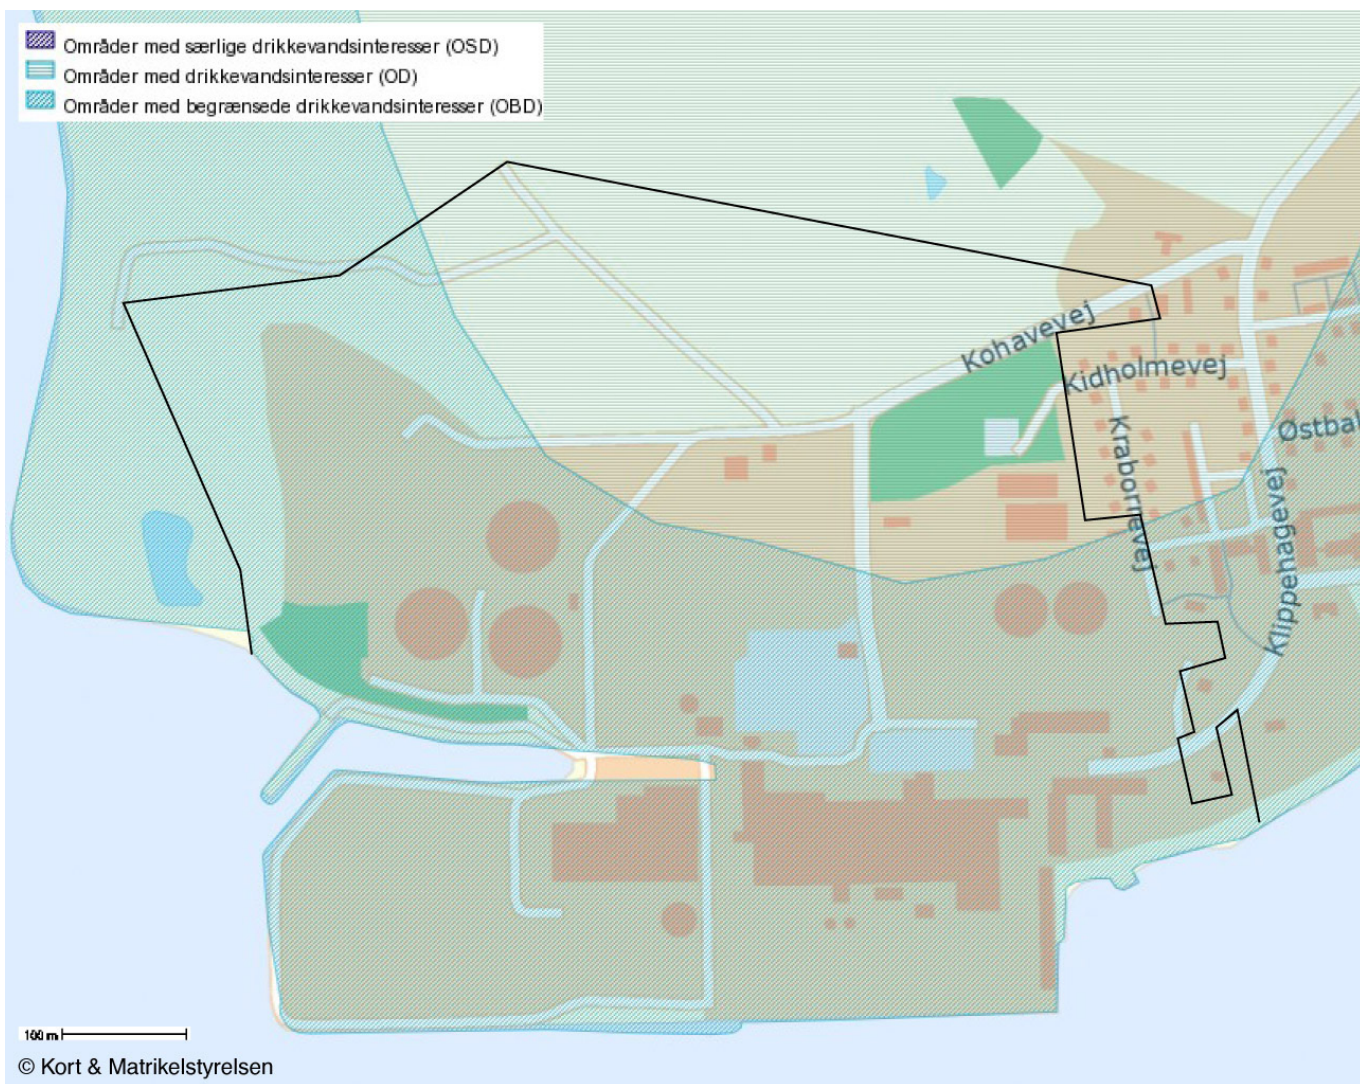 Områder med særlige drikkevandsinteresser (OSD)
Områder med drikkevandsinteresser (OD)
Områder med begrænsede drikkevandsinteresser (OBD)
Kohavevej
Kidholmevej
Kraborrevej
Østbal
Klippehagevej
100 m
© Kort & Matrikelstyrelsen